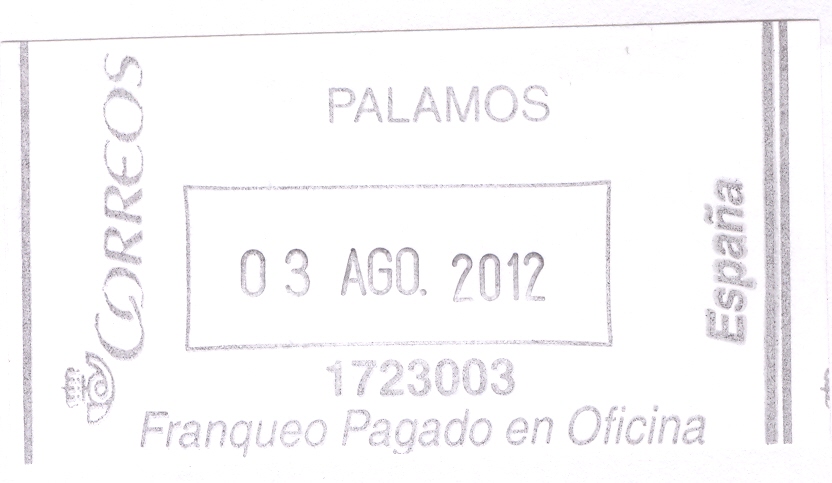 PALAMOS
CORREOS
03 AGO. 2012
España
1723003
Franqueo Pagado en Oficina